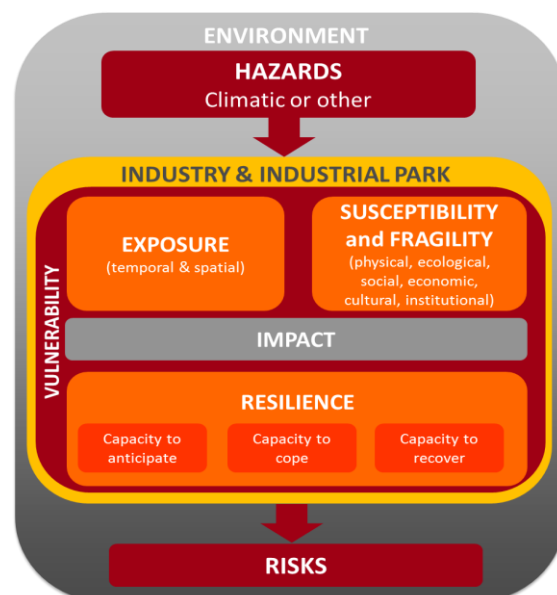 ENVIRONMENT
HAZARDS
Climatic or other
INDUSTRY & INDUSTRIAL PARK
VULNERABILITY
EXPOSURE
(temporal & spatial)
SUSCEPTIBILITY
and FRAGILITY
(physical, ecological,
social, economic,
cultural, institutional)
IMPACT
RESILIENCE
Capacity to
anticipate
Capacity to
cope
Capacity to
recover
RISKS